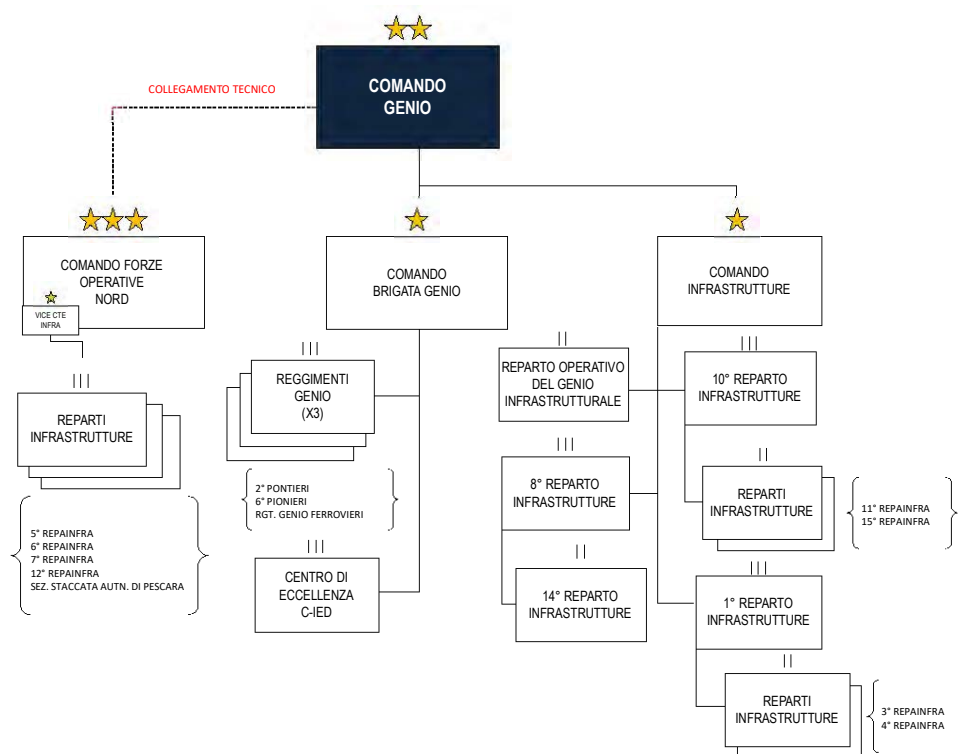 COMANDO
GENIO
COLLEGAMENTO TECNICO
COMANDO FORZE
OPERATIVE
NORD
VICE CTE
INFRA
|||
REPARTI
INFRASTRUTTURE
5° REPAINFRA
6° REPAINFRA
7° REPAINFRA
12° REPAINFRA
SEZ. STACCATA AUTN. DI PESCARA
COMANDO
BRIGATA GENIO
|||
REGGIMENTI
GENIO
(X3)
2° PONTIERI
6° PIONIERI
RGT. GENIO FERROVIERI
|||
CENTRO DI
ECCELLENZA
C-IED
COMANDO
INFRASTRUTTURE
||
REPARTO OPERATIVO
DEL GENIO
INFRASTRUTTURALE
|||
8° REPARTO
INFRASTRUTTURE
||
14° REPARTO
INFRASTRUTTURE
|||
10° REPARTO
INFRASTRUTTURE
||
REPARTI
INFRASTRUTTURE
11° REPAINFRA
15° REPAINFRA
|||
1° REPARTO
INFRASTRUTTURE
||
REPARTI
INFRASTRUTTURE
3° REPAINFRA
4° REPAINFRA